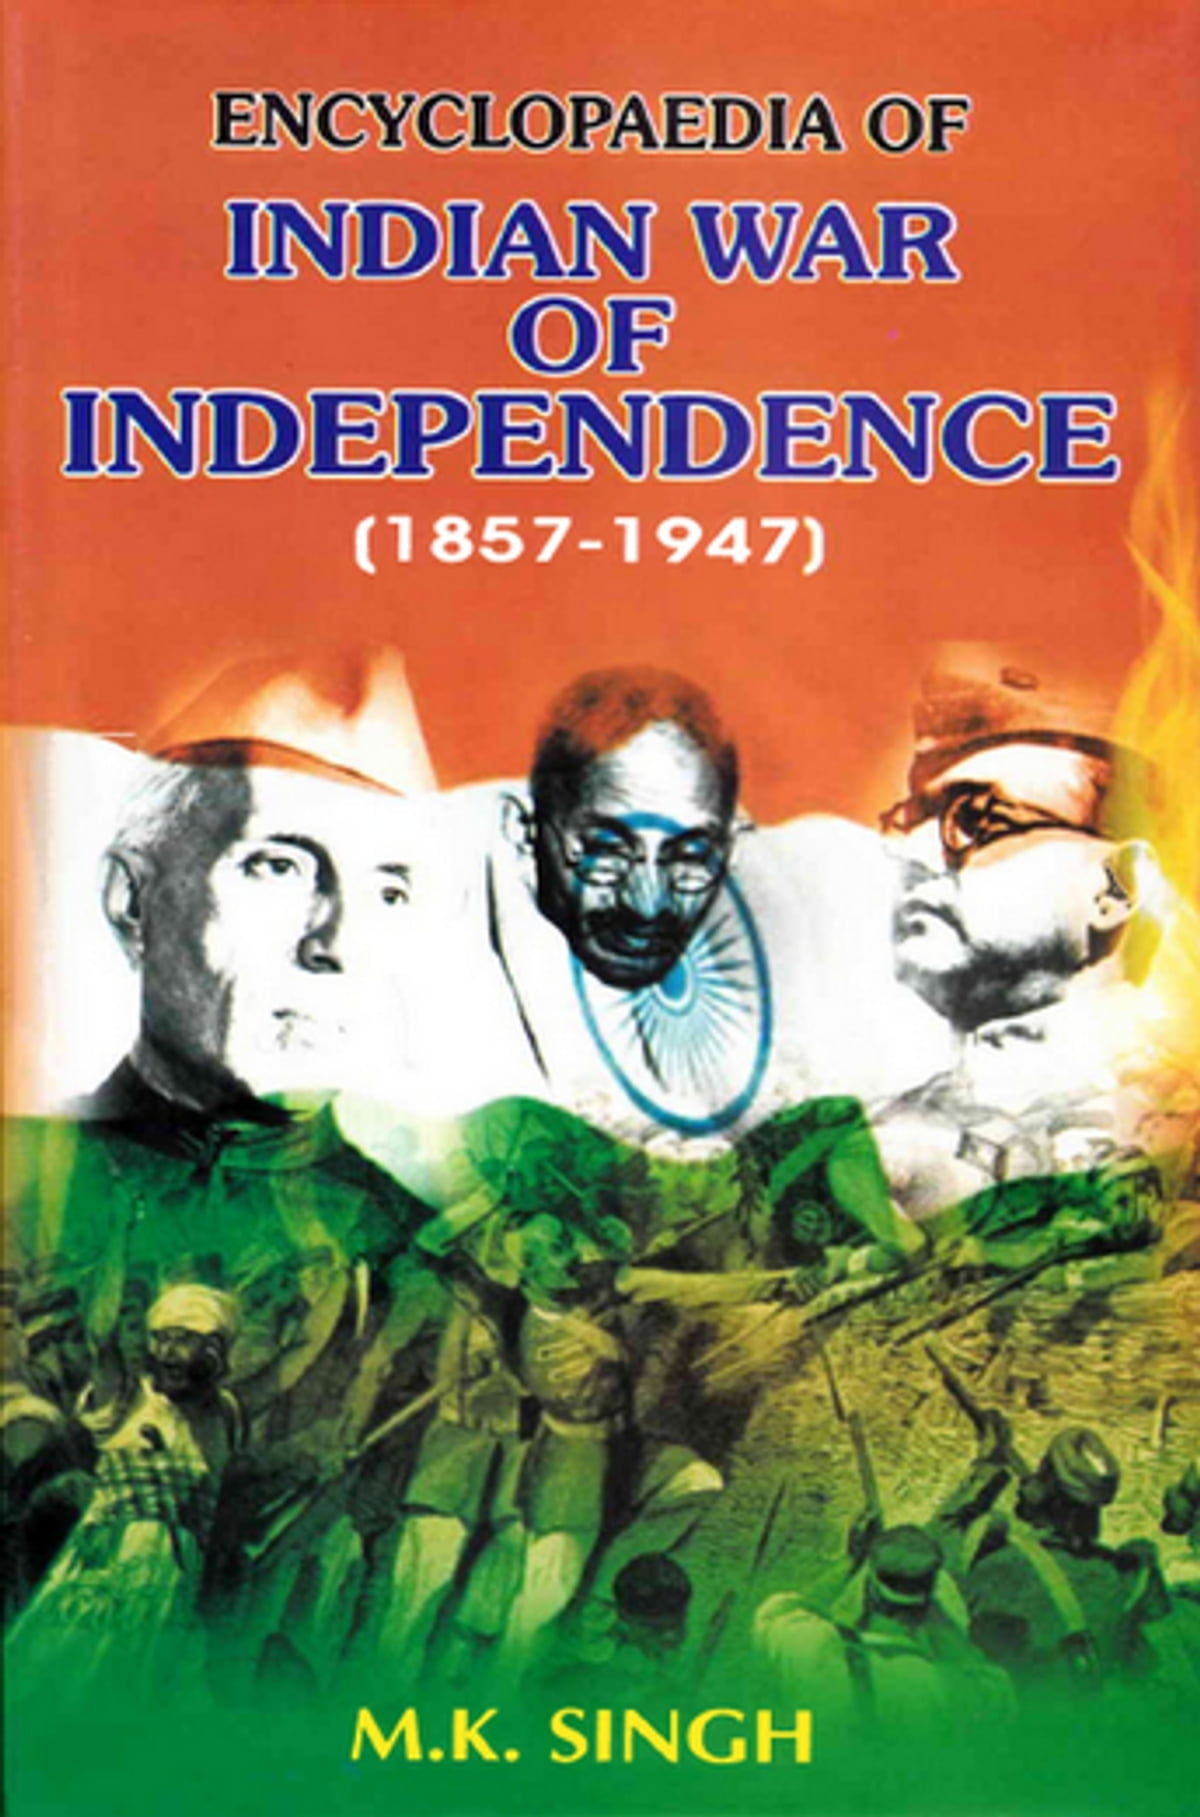 ENCYCLOPAEDIA OF
INDIAN WAR
OF
INDEPENDENCE
(1857-1947)
M.K. SINGH